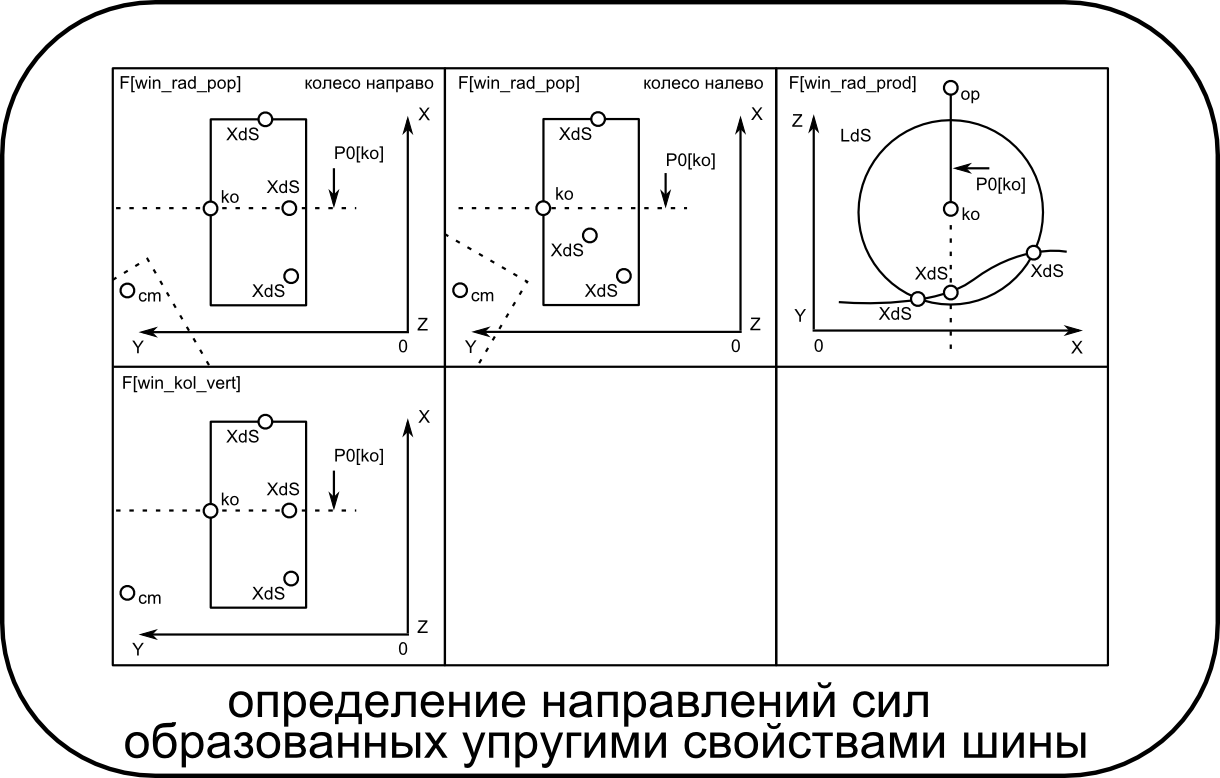 F[win_rad_pop] колесо направо
X
XdS
P0[ko]
XdS
ko
XdS
cm
Z
Y
0
F[win_rad_pop] колесо налево
X
XdS
P0[ko]
ko
XdS
XdS
cm
Z
Y
0
F[win_rad_prod]
op
Z
LdS
P0[ko]
ko
XdS
XdS
XdS
Y
0
X
F[win_kol_vert]
X
XdS
P0[ko]
XdS
ko
XdS
cm
Z
Y
0
определение направлений сил
образованных упругими свойствами шины